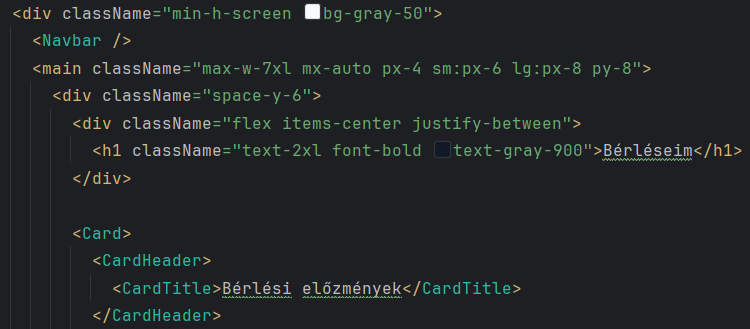 <div className="min-h-screen bg-gray-50">
<Navbar />
<main className="max-w-7xl mx-auto px-4 sm:px-6 lg:px-8 py-8">
<div className="space-y-6">
<div className="flex items-center justify-between">
<h1 className="text-2xl font-bold text-gray-900">Bérléseim</h1>
</div>
<Card>
<CardHeader>
<CardTitle>Bérlési előzmények</CardTitle>
</CardHeader>